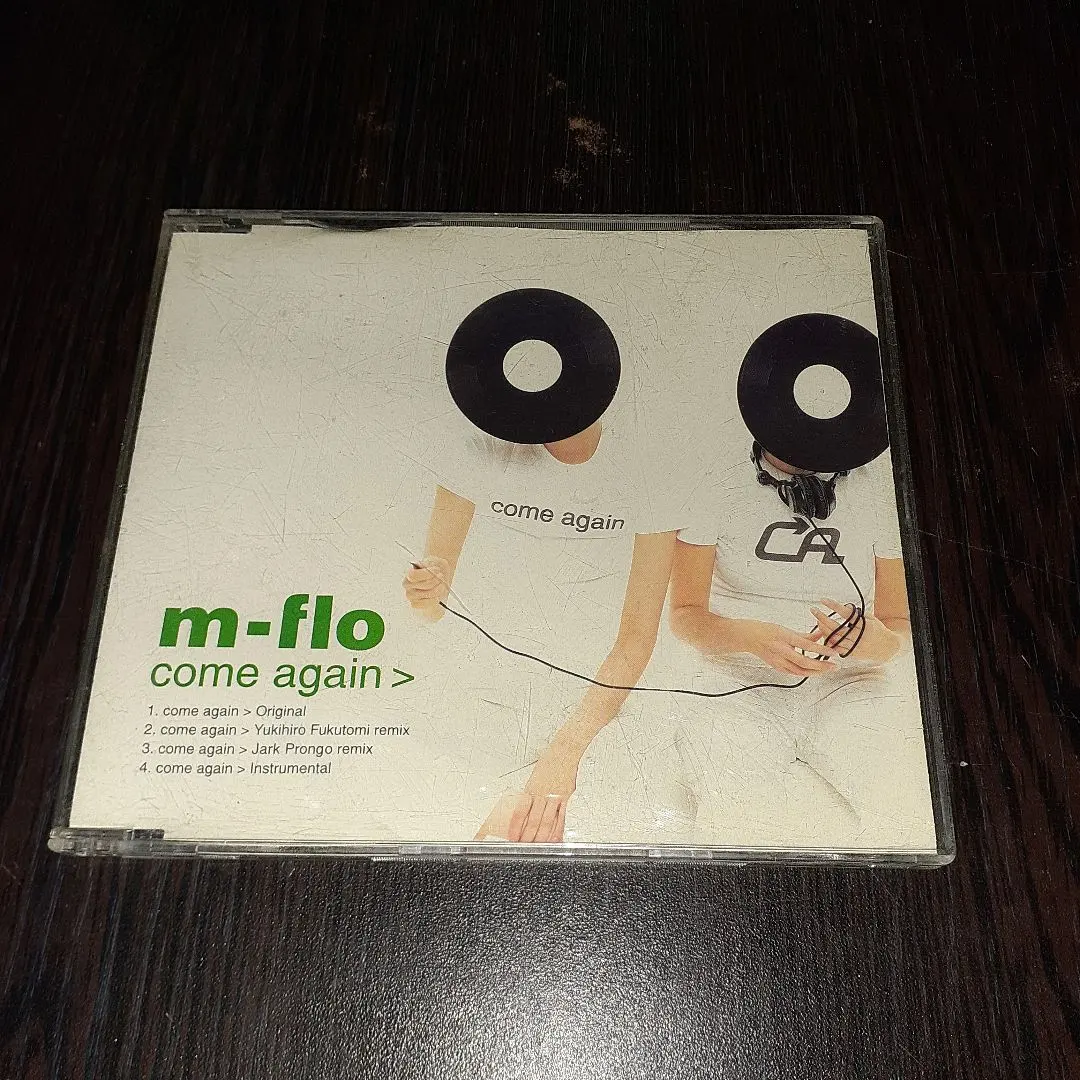 come again
CA
m-flo
come again >
1. come again > Original
2. come again > Yukihiro Fukutomi remix
3. come again > Jark Prongo remix
4. come again > Instrumental